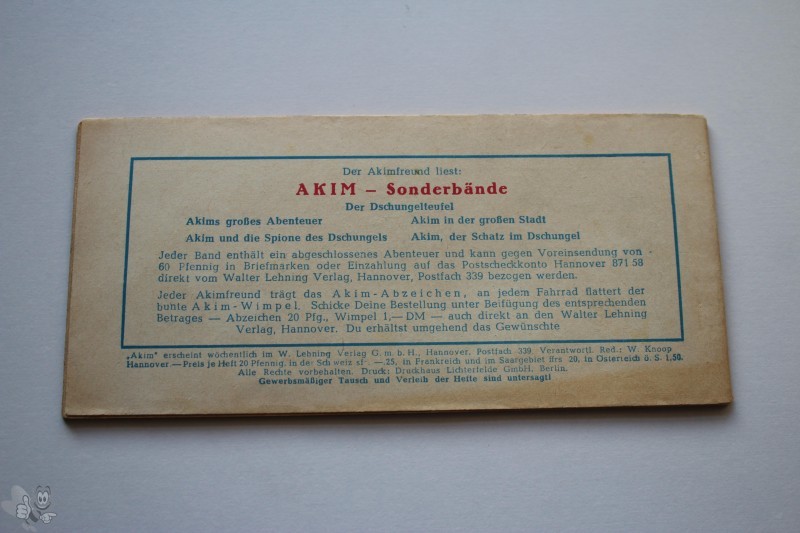 Der Akimfreund liest:
AKIM – Sonderbände
Der Dschungelteufel
Akims großes Abenteuer Akim in der großen Stadt
Akim und die Spione des Dschungels Akim, der Schatz im Dschungel
Jeder Band enthält ein abgeschlossenes Abenteuer und kann gegen Voreinsendung von
60 Pfennig in Briefmarken oder Einzahlung auf das Postscheckkonto Hannover 871 58
direkt vom Walter Lehning Verlag, Hannover, Postfach 339 bezogen werden.
Jeder Akimfreund trägt das Akim-Abzeichen, an jedem Fahrrad flattert der
bunte Akim-Wimpel. Schicke Deine Bestellung unter Beifügung des entsprechenden
Betrages — Abzeichen 20 Pfg., Wimpel 1,— DM — auch direkt an den Walter Lehning
Verlag, Hannover. Du erhältst umgehend das Gewünschte
„Akim" erscheint wöchentlich im W. Lehning Verlag G. m. b. H., Hannover, Postfach 339. Verantwortl. Red.: W. Knoop
Hannover — Preis je Heft 20 Pfennig, in der Schweiz sfr. —.25, in Frankreich und im Saargebiet ffrs 20, in Österreich ö. S. 1,50.
Alle Rechte vorbehalten. Druck: Druckhaus Lichterfelde GmbH. Berlin.
Gewerbsmäßiger Tausch und Verleih der Hefte sind untersagt!